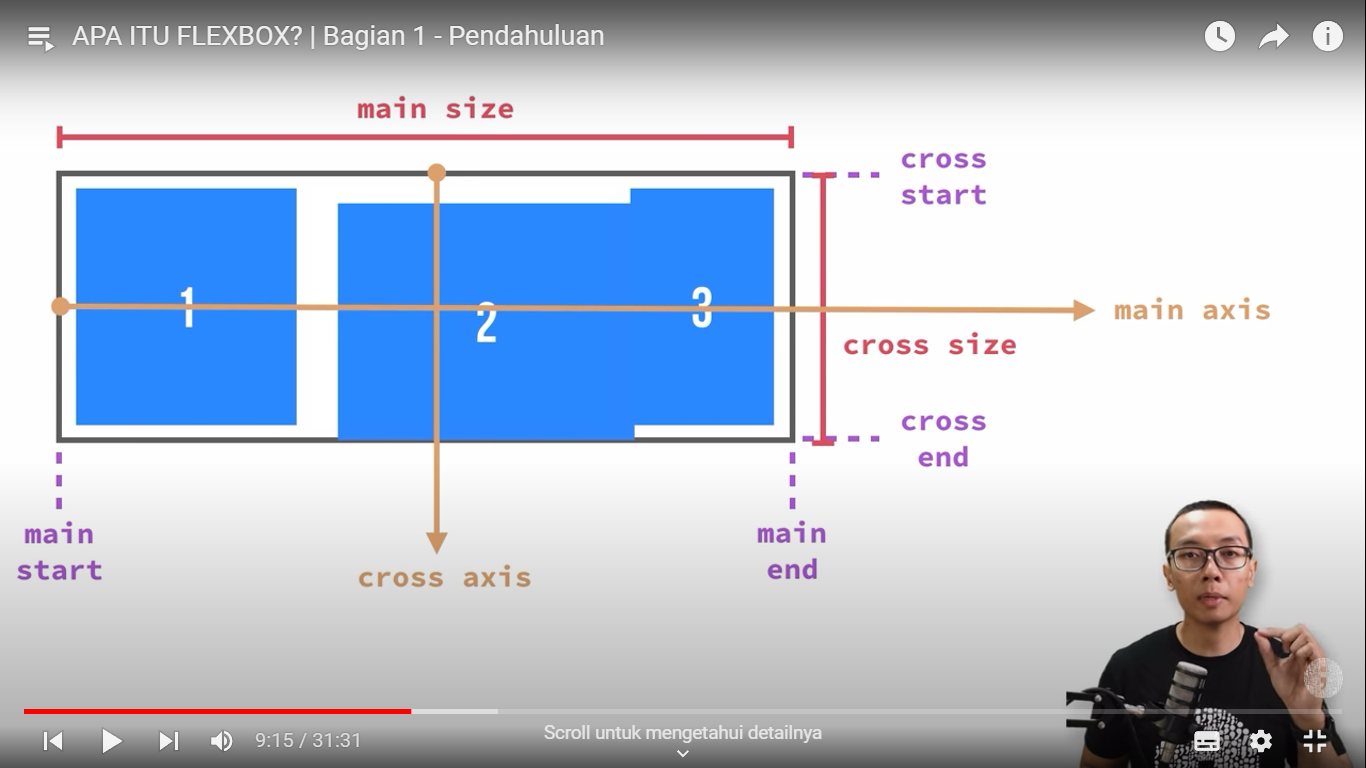 APA ITU FLEXBOX? | Bagian 1 - Pendahuluan
main size
cross
start
1
2
3
main axis
cross size
cross
end
main
start
main
end
cross axis
Scroll untuk mengetahui detailnya
9:15 / 31:31